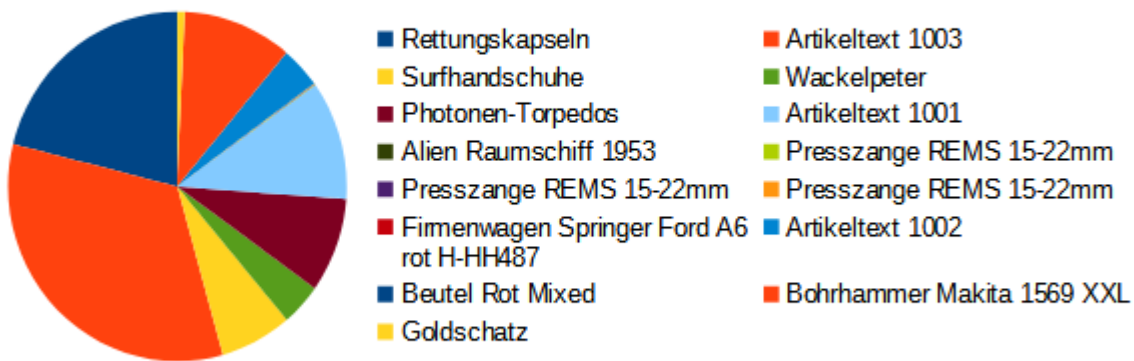 Rettungskapseln
Artikeltext 1003
Surfhandschuhe
Wackelpeter
Photonen-Torpedos
Artikeltext 1001
Alien Raumschiff 1953
Presszange REMS 15-22mm
Presszange REMS 15-22mm
Presszange REMS 15-22mm
Firmenwagen Springer Ford A6
rot H-HH487
Artikeltext 1002
Beutel Rot Mixed
Bohrhammer Makita 1569 XXL
Goldschatz